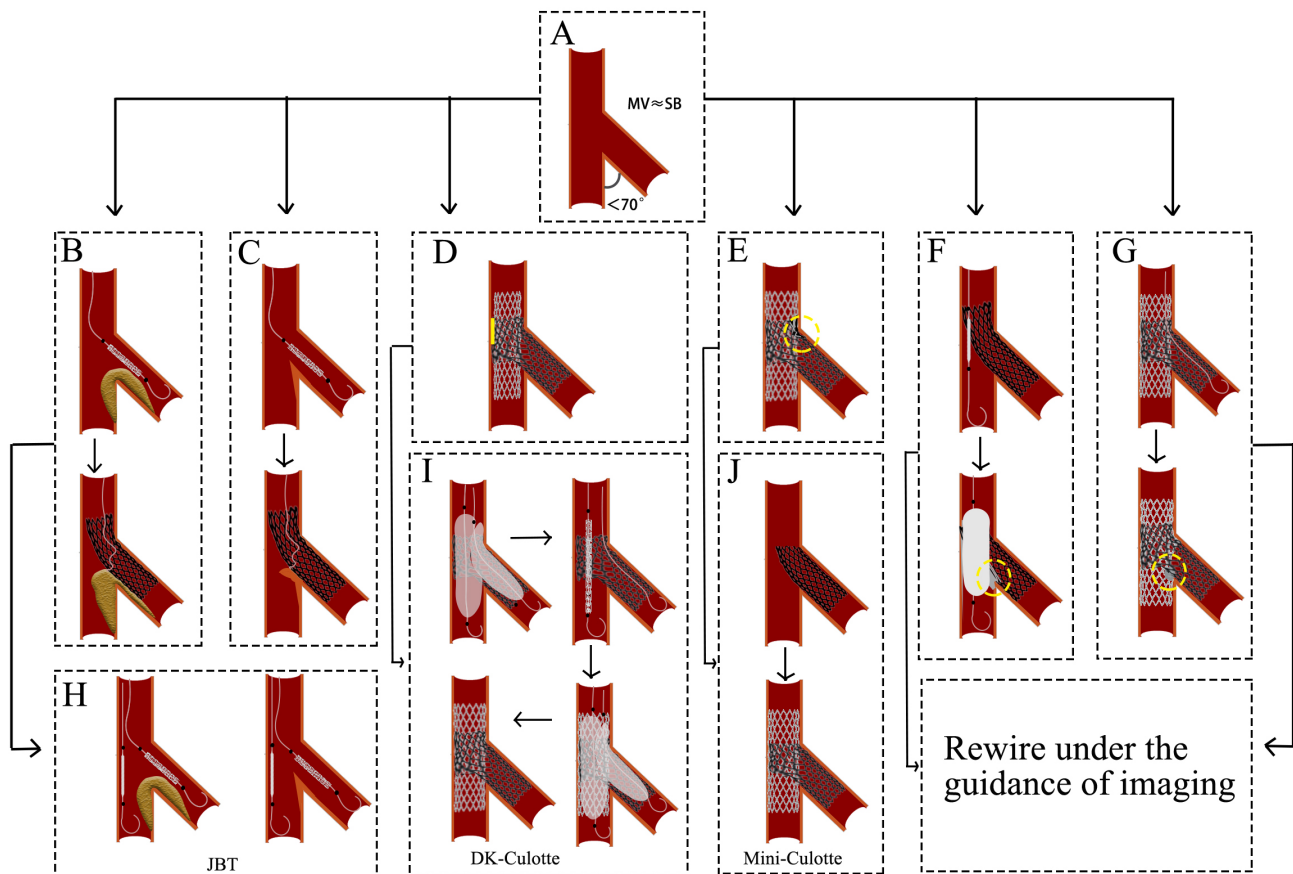 A
MV≈SB
<70°
B
C
D
E
F
G
I
J
H
Rewire under the
guidance of imaging
JBT
DK-Culotte
Mini-Culotte